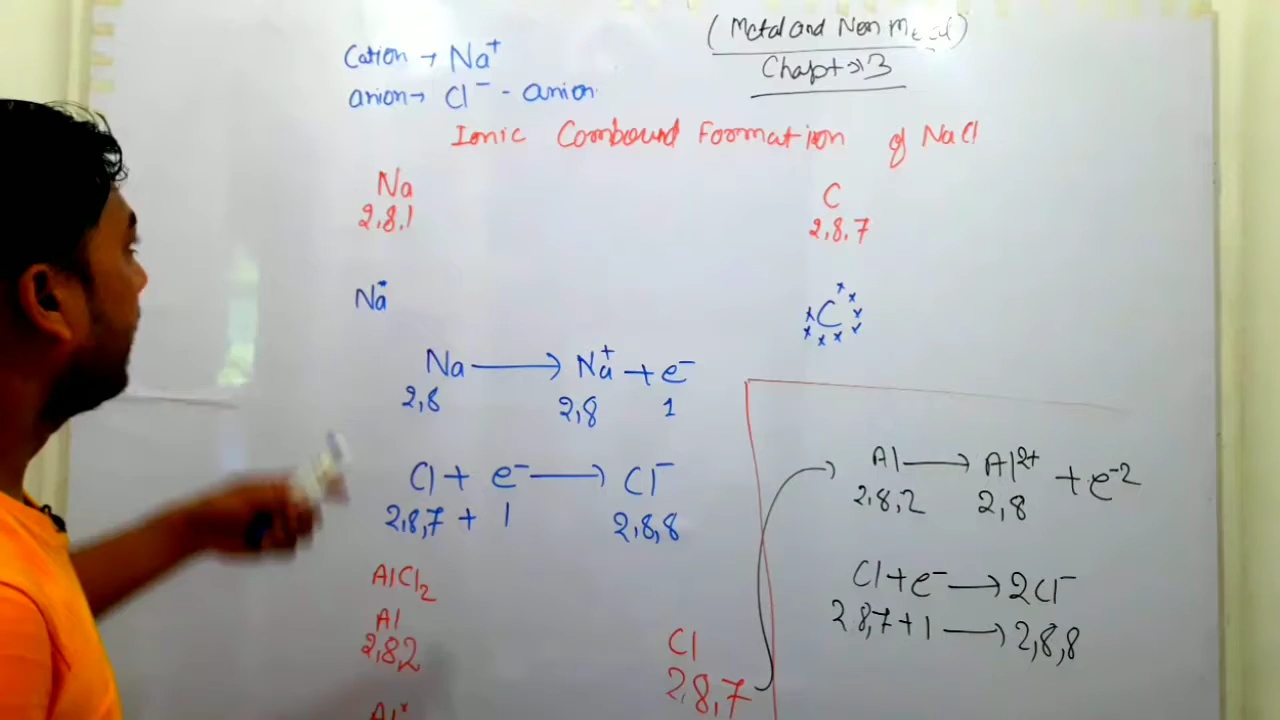 (Metal and Non Metal)
Chapt 3
Cation → Na⁺
anion → Cl⁻ - anion
Ionic Combound Formation of NaCl
Na
2,8,1
C
2,8,7
Na
C
Na → Na⁺ + e⁻
2,8 2,8 1
Cl + e⁻ → Cl⁻
2,8,7 + 1 2,8,8
AlCl₂
Al
2,8,2
Al
Cl
2,8,7
Al → Al²⁺ + e⁻²
2,8,2 2,8
Cl + e⁻ → 2Cl⁻
2 8,7 + 1 → 2,8,8